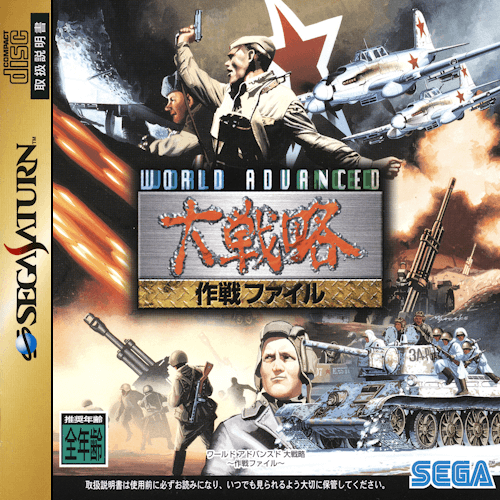 COMPACT
disc
取扱説明書
SEGA SATURN™
WORLD ADVANCED
大戦略
作戦ファイル
推奨年齢
全年齢
ワールド アドバンスド 大戦略
〜作戦ファイル〜
SEGA
取扱説明書は使用前に必ずお読みになり、いつでも見られるよう大切に保管してください。